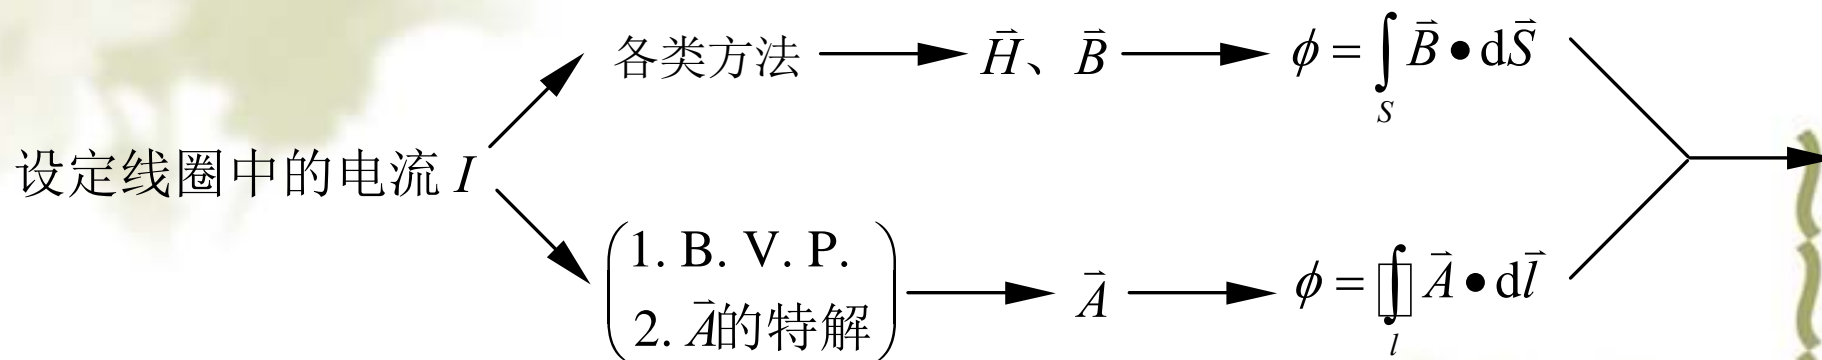 各类方法 → H⃗、B⃗ → ϕ = ∫_S B⃗ • dS⃗
设定线圈中的电流 I
1. B. V. P.
2. A⃗的特解 → A⃗ → ϕ = ∮_l A⃗ • dl⃗